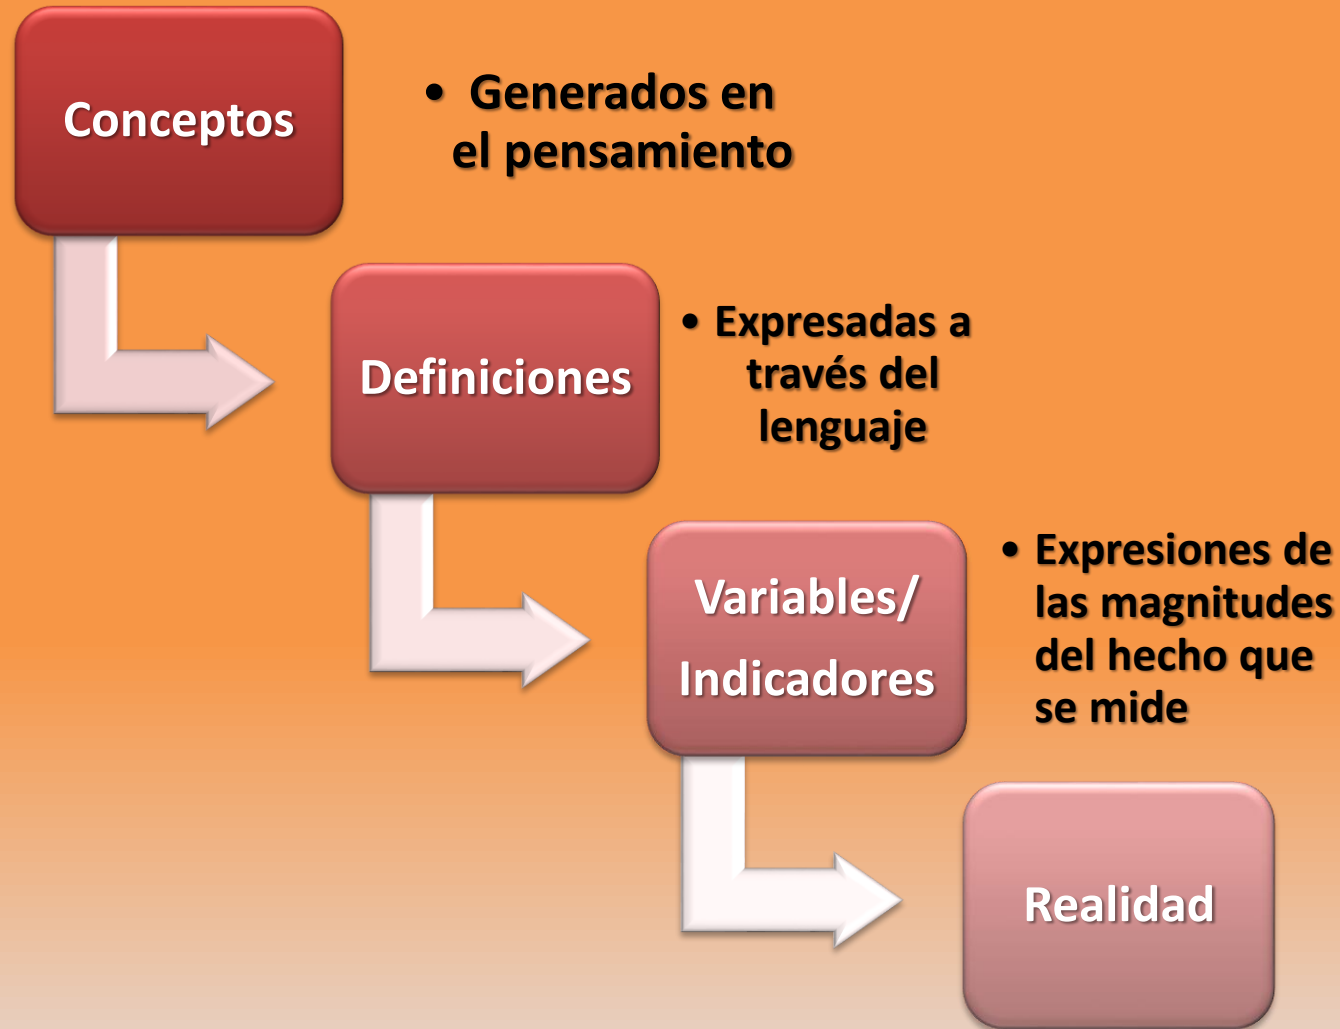 Conceptos
• Generados en
el pensamiento
Definiciones
• Expresadas a
través del
lenguaje
Variables/
Indicadores
• Expresiones de
las magnitudes
del hecho que
se mide
Realidad